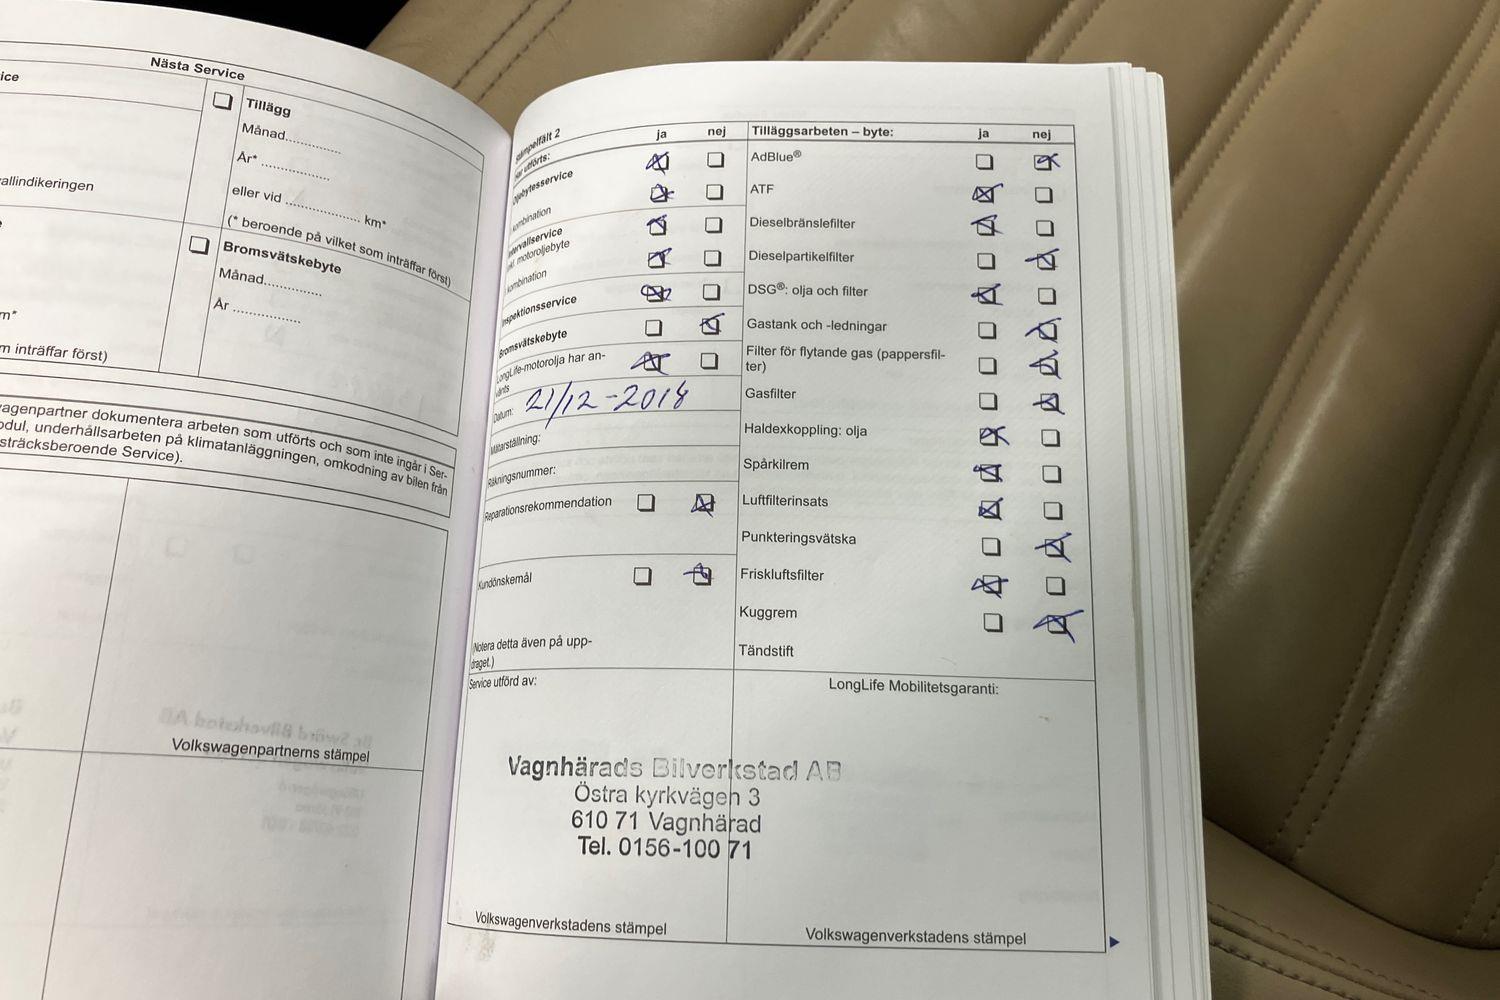 Nästa Service
ice
Tillägg
Månad..............
År* .................
allindikeringen
eller vid ................... km*
(* beroende på vilket som inträffar först)
Bromsvätskebyte
Månad..............
År .................
m*
m inträffar först)
vagenpartner dokumentera arbeten som utförts och som inte ingår i Ser-
odul, underhållsarbeten på klimatanläggningen, omkodning av bilen från
sträcksberoende Service).
Volkswagenpartnerns stämpel
Stämpelfält 2
ja nej
Har utförts:
Oljebytesservice
kombination
Intervallservice
inkl. motoroljebyte
kombination
Inspektionsservice
Bromsvätskebyte
LongLife-motorolja har an-
vänts
Datum: 21/12-2018
Mätarställning:
Räkningsnummer:
Reparationsrekommendation
Kundönskemål
(Notera detta även på upp-
draget.)
Service utförd av:
Tilläggsarbeten – byte: ja nej
AdBlue®
ATF
Dieselbränslefilter
Dieselpartikelfilter
DSG®: olja och filter
Gastank och -ledningar
Filter för flytande gas (pappersfil-
ter)
Gasfilter
Haldexkoppling: olja
Spårkilrem
Luftfilterinsats
Punkteringsvätska
Friskluftsfilter
Kuggrem
Tändstift
LongLife Mobilitetsgaranti:
Vagnhärads Bilverkstad AB
Östra kyrkvägen 3
610 71 Vagnhärad
Tel. 0156-100 71
Volkswagenverkstadens stämpel
Volkswagenverkstadens stämpel